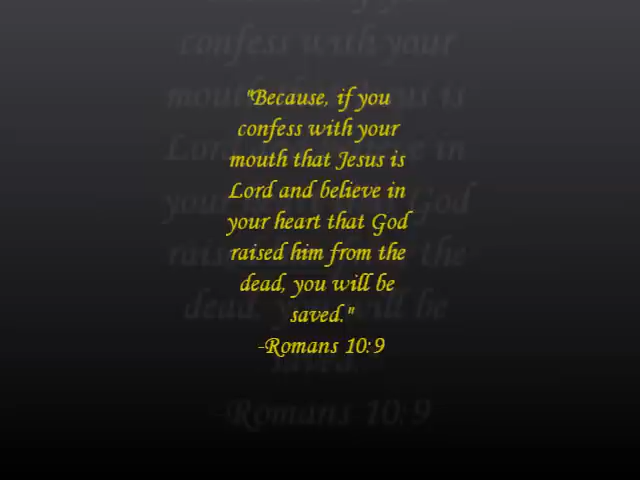 "Because, if you
confess with your
mouth that Jesus is
Lord and believe in
your heart that God
raised him from the
dead, you will be
saved."
-Romans 10:9